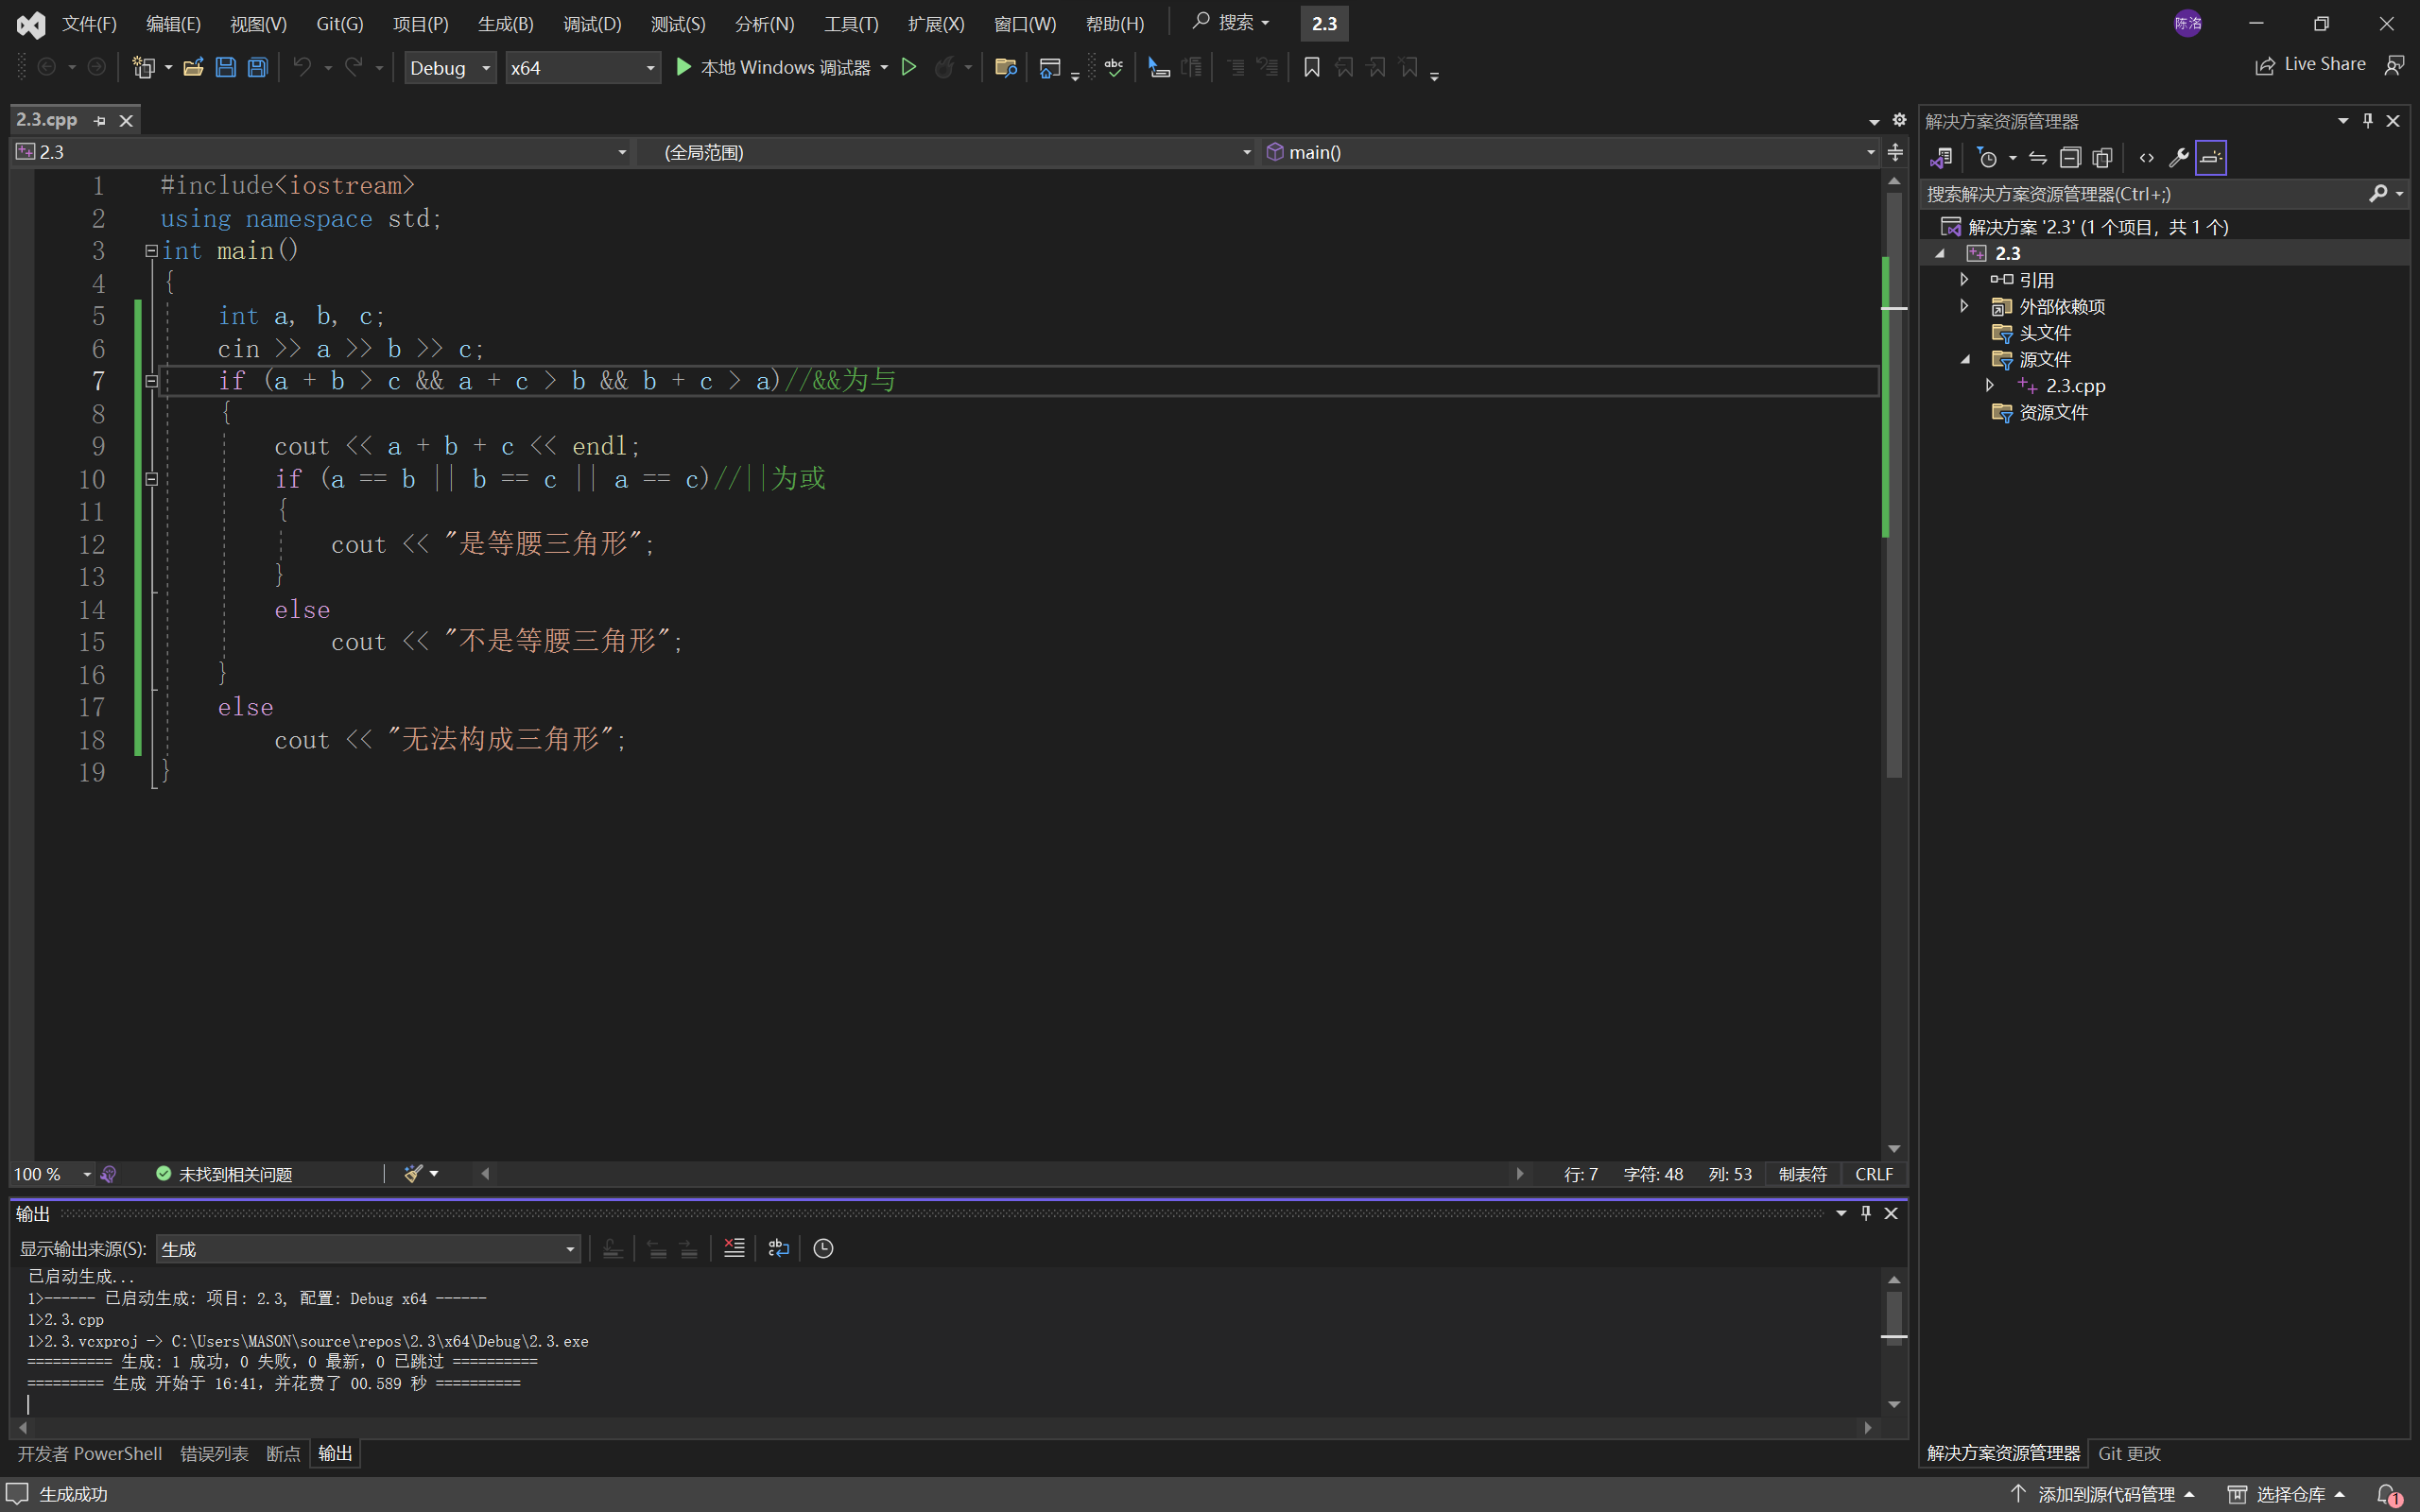 文件(F) 编辑(E) 视图(V) Git(G) 项目(P) 生成(B) 调试(D) 测试(S) 分析(N) 工具(T) 扩展(X) 窗口(W) 帮助(H) 搜索 2.3 陈洛
Debug x64 本地 Windows 调试器 abc Live Share
2.3.cpp
2.3 (全局范围) main()
1 #include<iostream>
2 using namespace std;
3 int main()
4 {
5 int a, b, c;
6 cin >> a >> b >> c;
7 if (a + b > c && a + c > b && b + c > a)//&&为与
8 {
9 cout << a + b + c << endl;
10 if (a == b || b == c || a == c)//||为或
11 {
12 cout << "是等腰三角形";
13 }
14 else
15 cout << "不是等腰三角形";
16 }
17 else
18 cout << "无法构成三角形";
19 }
100 % 未找到相关问题 行: 7 字符: 48 列: 53 制表符 CRLF
输出
显示输出来源(S): 生成
已启动生成...
1>------ 已启动生成: 项目: 2.3, 配置: Debug x64 ------
1>2.3.cpp
1>2.3.vcxproj -> C:\Users\MASON\source\repos\2.3\x64\Debug\2.3.exe
========== 生成: 1 成功，0 失败，0 最新，0 已跳过 ==========
========= 生成 开始于 16:41，并花费了 00.589 秒 ==========
开发者 PowerShell 错误列表 断点 输出
解决方案资源管理器
搜索解决方案资源管理器(Ctrl+;)
解决方案 '2.3' (1 个项目，共 1 个)
2.3
引用
外部依赖项
头文件
源文件
2.3.cpp
资源文件
解决方案资源管理器 Git 更改
生成成功 添加到源代码管理 选择仓库 1